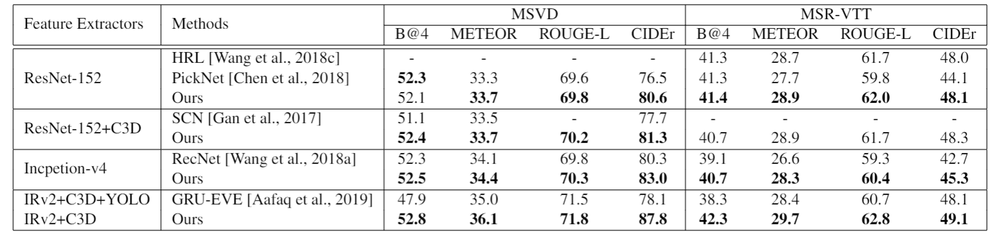 Feature Extractors Methods MSVD MSR-VTT
B@4 METEOR ROUGE-L CIDEr B@4 METEOR ROUGE-L CIDEr
HRL [Wang et al., 2018c] - - - - 41.3 28.7 61.7 48.0
ResNet-152 PickNet [Chen et al., 2018] 52.3 33.3 69.6 76.5 41.3 27.7 59.8 44.1
Ours 52.1 33.7 69.8 80.6 41.4 28.9 62.0 48.1
ResNet-152+C3D SCN [Gan et al., 2017] 51.1 33.5 - 77.7 - - - -
Ours 52.4 33.7 70.2 81.3 40.7 28.9 61.7 48.3
Incpetion-v4 RecNet [Wang et al., 2018a] 52.3 34.1 69.8 80.3 39.1 26.6 59.3 42.7
Ours 52.5 34.4 70.3 83.0 40.7 28.3 60.4 45.3
IRv2+C3D+YOLO GRU-EVE [Aafaq et al., 2019] 47.9 35.0 71.5 78.1 38.3 28.4 60.7 48.1
IRv2+C3D Ours 52.8 36.1 71.8 87.8 42.3 29.7 62.8 49.1